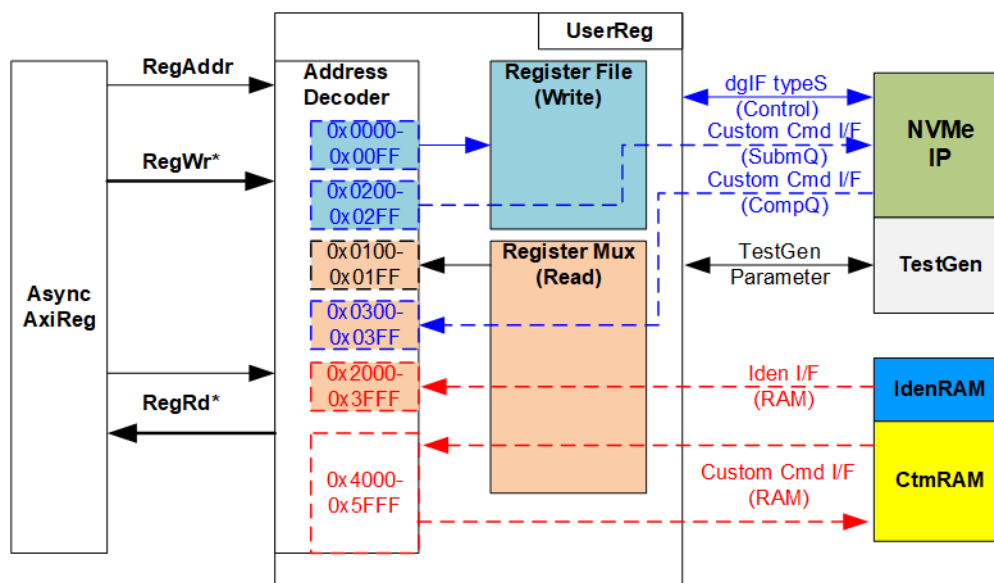 UserReg
RegAddr
RegWr*
Async
AxiReg
RegRd*
Address
Decoder
0x0000-
0x00FF
0x0200-
0x02FF
0x0100-
0x01FF
0x0300-
0x03FF
0x2000-
0x3FFF
0x4000-
0x5FFF
Register File
(Write)
Register Mux
(Read)
dgIF typeS
(Control)
Custom Cmd I/F
(SubmQ)
Custom Cmd I/F
(CompQ)
TestGen
Parameter
Iden I/F
(RAM)
Custom Cmd I/F
(RAM)
NVMe
IP
TestGen
IdenRAM
CtmRAM